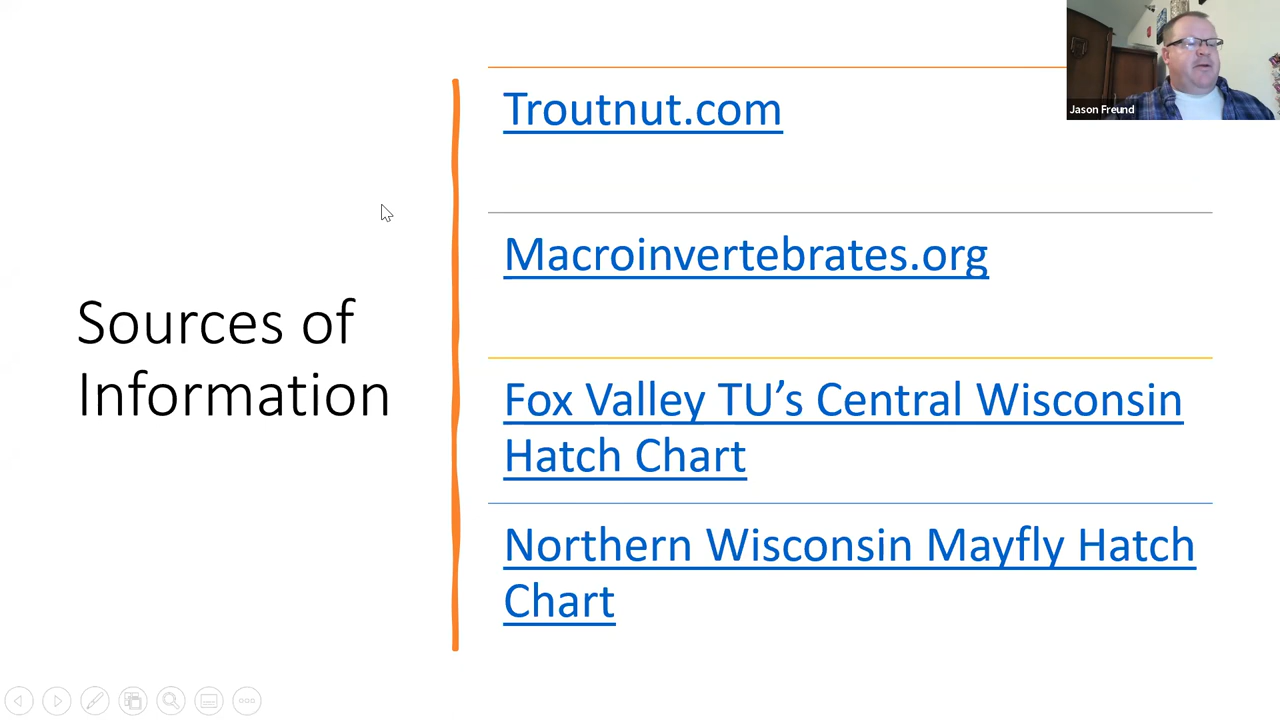 Jason Freund
Sources of
Information
Troutnut.com
Macroinvertebrates.org
Fox Valley TU’s Central Wisconsin
Hatch Chart
Northern Wisconsin Mayfly Hatch
Chart